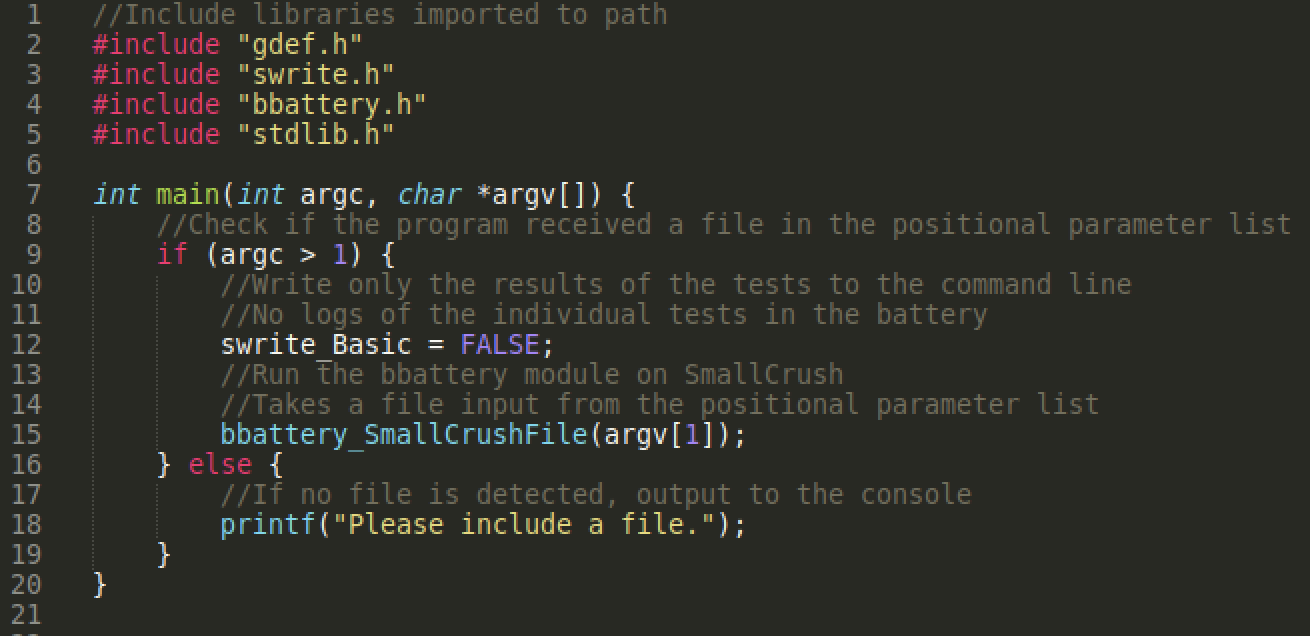 1 //Include libraries imported to path
2 #include "gdef.h"
3 #include "swrite.h"
4 #include "bbattery.h"
5 #include "stdlib.h"
6
7 int main(int argc, char *argv[]) {
8     //Check if the program received a file in the positional parameter list
9     if (argc > 1) {
10         //Write only the results of the tests to the command line
11         //No logs of the individual tests in the battery
12         swrite_Basic = FALSE;
13         //Run the bbattery module on SmallCrush
14         //Takes a file input from the positional parameter list
15         bbattery_SmallCrushFile(argv[1]);
16     } else {
17         //If no file is detected, output to the console
18         printf("Please include a file.");
19     }
20 }
21